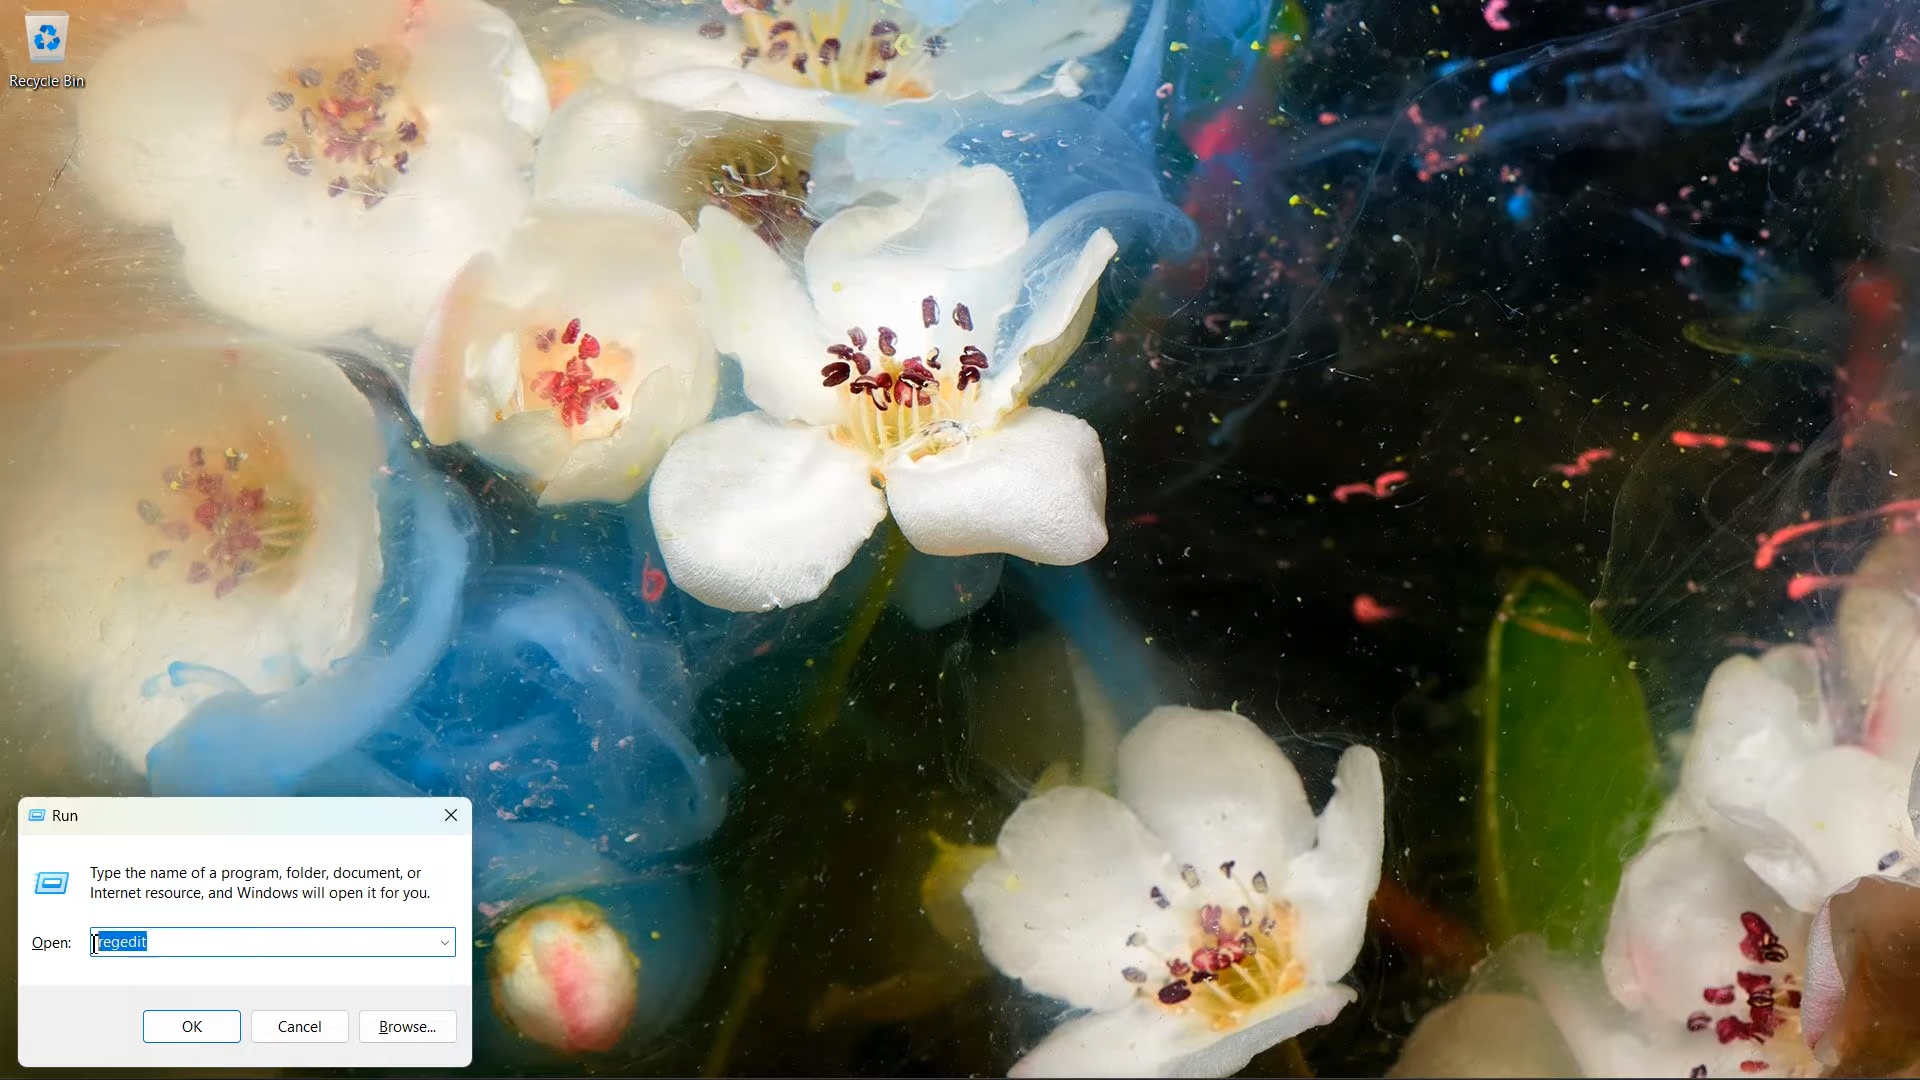 Recycle Bin
Run
Type the name of a program, folder, document, or
Internet resource, and Windows will open it for you.
Open:
regedit
OK
Cancel
Browse...